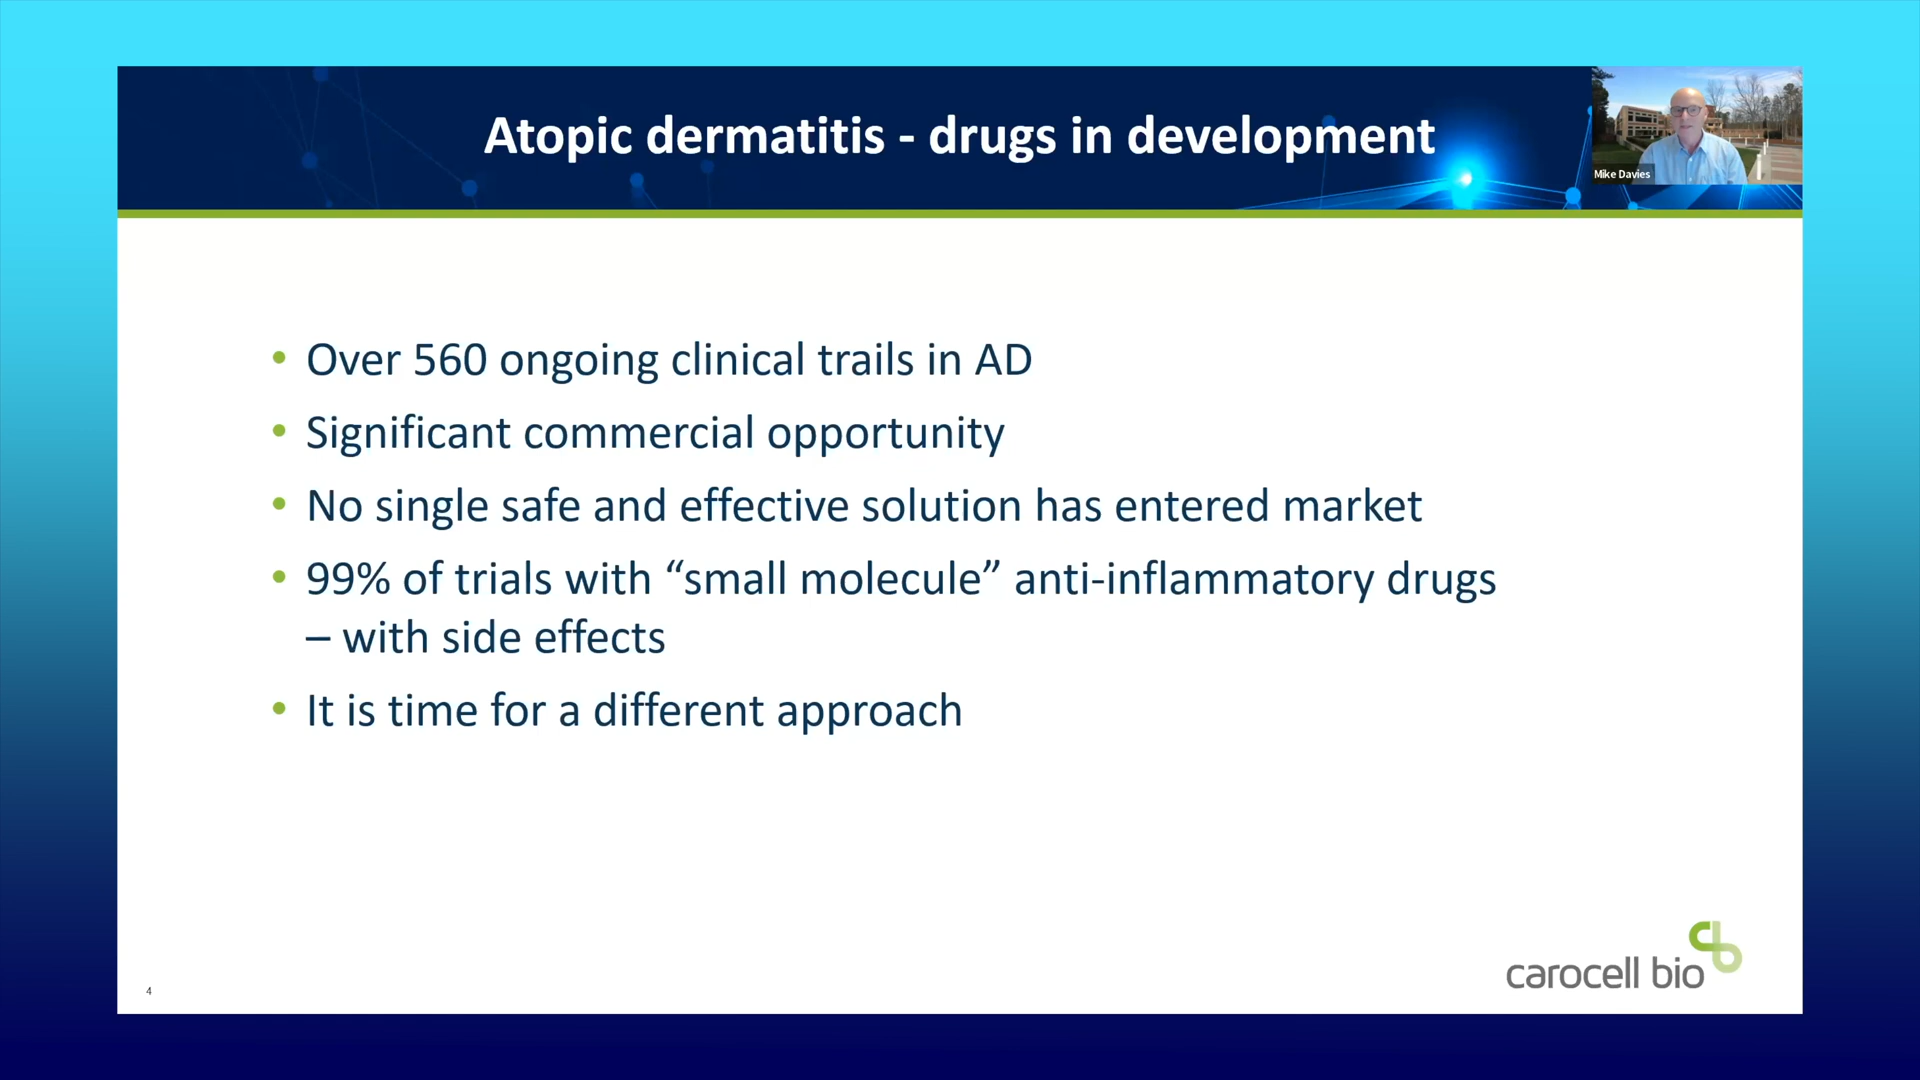 Atopic dermatitis - drugs in development
Mike Davies
• Over 560 ongoing clinical trails in AD
• Significant commercial opportunity
• No single safe and effective solution has entered market
• 99% of trials with “small molecule” anti-inflammatory drugs
– with side effects
• It is time for a different approach
carocell bio
4